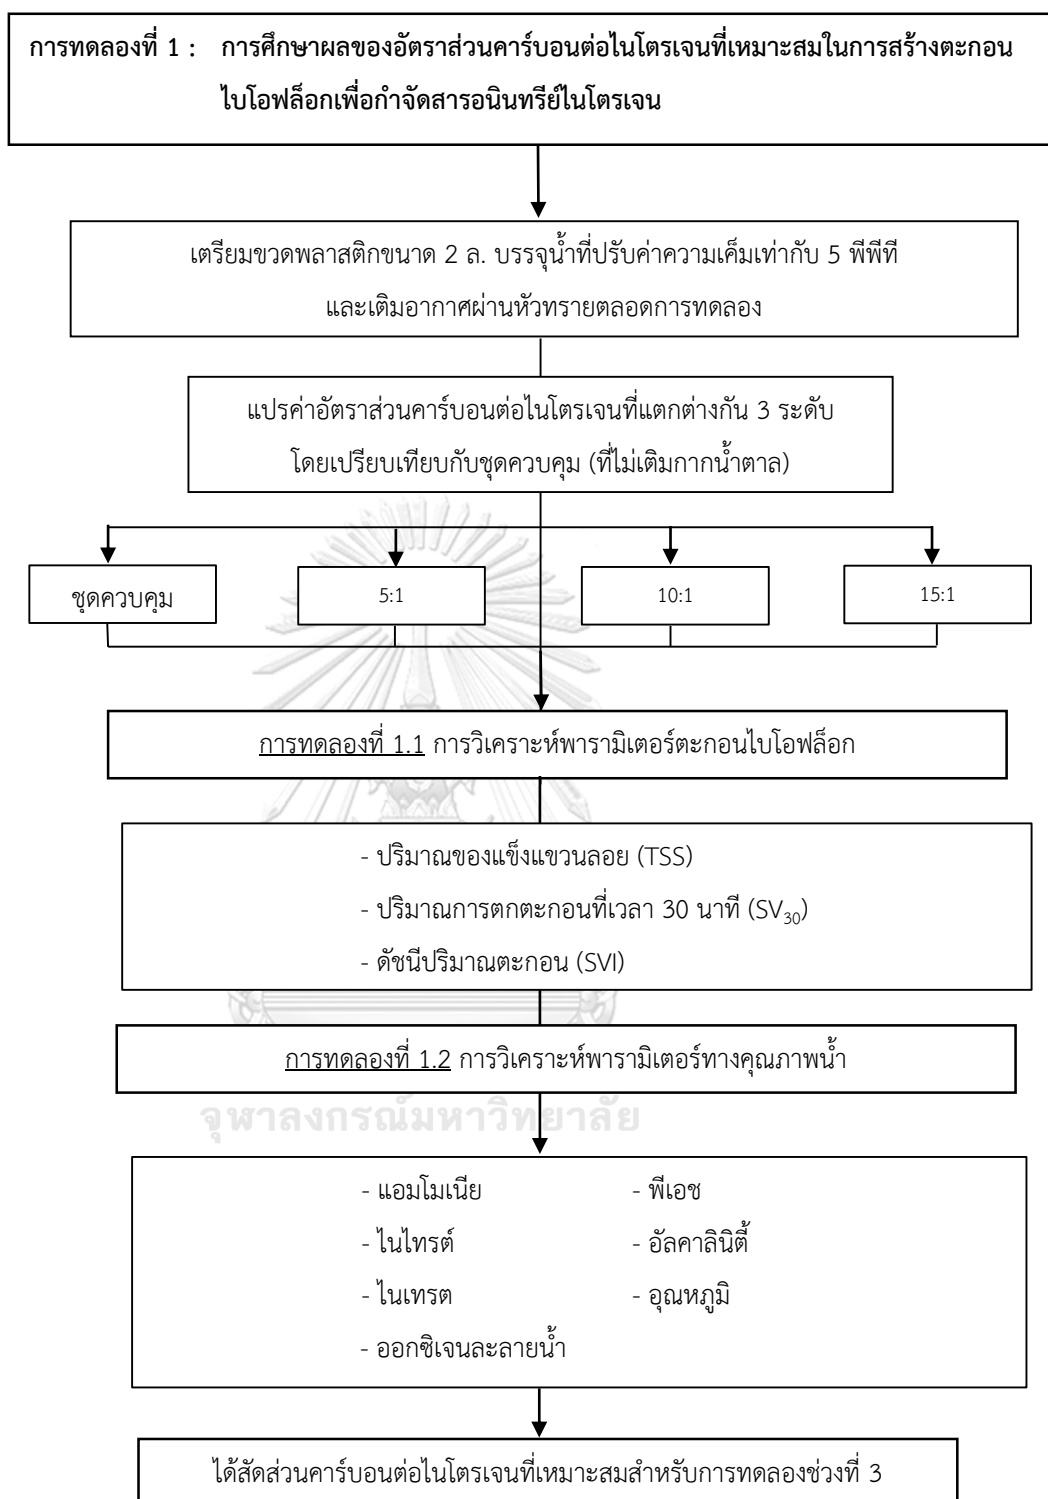 การทดลองที่ 1 : การศึกษาผลของอัตราส่วนคาร์บอนต่อไนโตรเจนที่เหมาะสมในการสร้างตะกอน
ไบโอฟล็อกเพื่อกำจัดสารอนินทรีย์ไนโตรเจน
เตรียมขวดพลาสติกขนาด 2 ล. บรรจุน้ำที่ปรับค่าความเค็มเท่ากับ 5 พีพีที
และเติมอากาศผ่านหัวทรายตลอดการทดลอง
แปรค่าอัตราส่วนคาร์บอนต่อไนโตรเจนที่แตกต่างกัน 3 ระดับ
โดยเปรียบเทียบกับชุดควบคุม (ที่ไม่เติมกากน้ำตาล)
ชุดควบคุม 5:1 10:1 15:1
การทดลองที่ 1.1 การวิเคราะห์พารามิเตอร์ตะกอนไบโอฟล็อก
- ปริมาณของแข็งแขวนลอย (TSS)
- ปริมาณการตกตะกอนที่เวลา 30 นาที (SV30)
- ดัชนีปริมาณตะกอน (SVI)
การทดลองที่ 1.2 การวิเคราะห์พารามิเตอร์ทางคุณภาพน้ำ
จุฬาลงกรณ์มหาวิทยาลัย
- แอมโมเนีย - พีเอช
- ไนไทรต์ - อัลคาลินิตี้
- ไนเทรต - อุณหภูมิ
- ออกซิเจนละลายน้ำ
ได้สัดส่วนคาร์บอนต่อไนโตรเจนที่เหมาะสมสำหรับการทดลองช่วงที่ 3